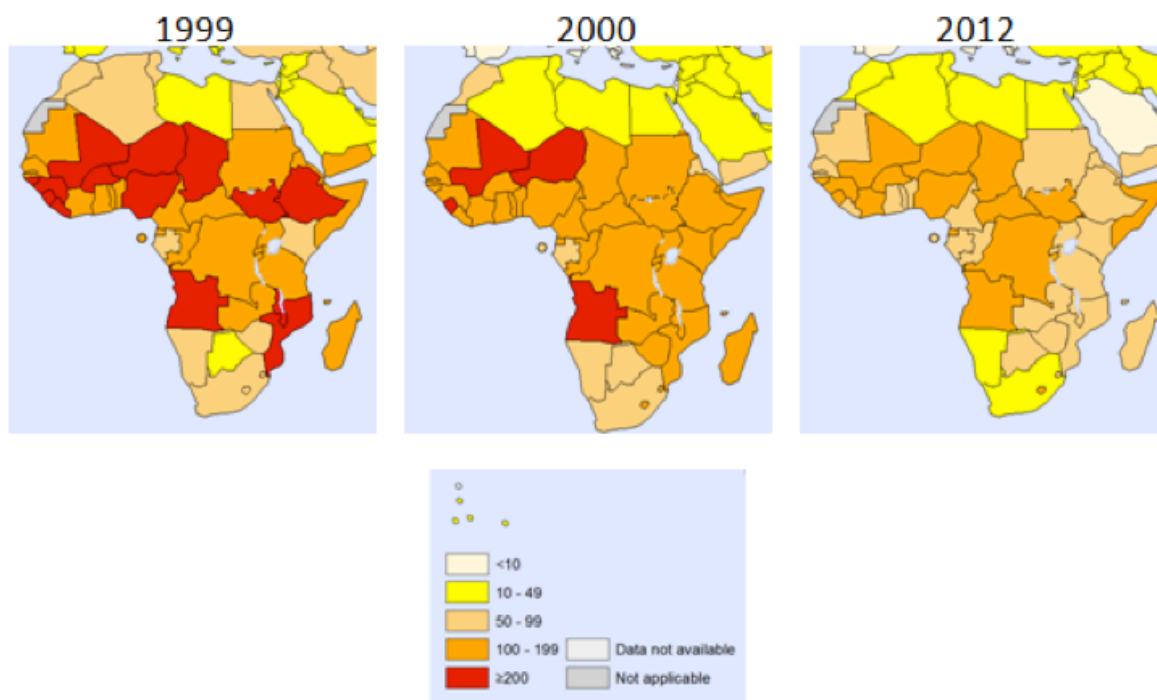 1999
2000
2012
<10
10 - 49
50 - 99
100 - 199
≥200
Data not available
Not applicable